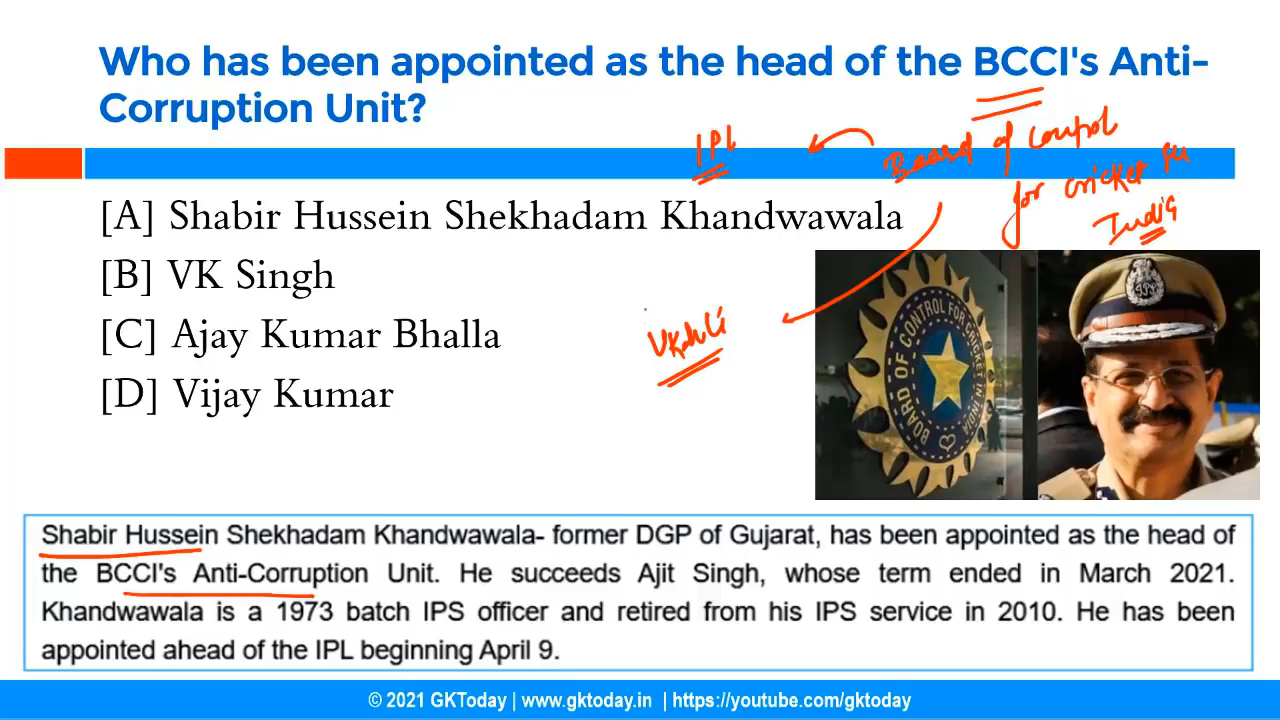 Who has been appointed as the head of the BCCI's Anti-
Corruption Unit?
IPL
Board of Control
for Cricket in
India
[A] Shabir Hussein Shekhadam Khandwawala
[B] VK Singh
[C] Ajay Kumar Bhalla
[D] Vijay Kumar
VKohli
BOARD OF CONTROL FOR CRICKET IN INDIA
Shabir Hussein Shekhadam Khandwawala- former DGP of Gujarat, has been appointed as the head of
the BCCI's Anti-Corruption Unit. He succeeds Ajit Singh, whose term ended in March 2021.
Khandwawala is a 1973 batch IPS officer and retired from his IPS service in 2010. He has been
appointed ahead of the IPL beginning April 9.
© 2021 GKToday | www.gktoday.in | https://youtube.com/gktoday